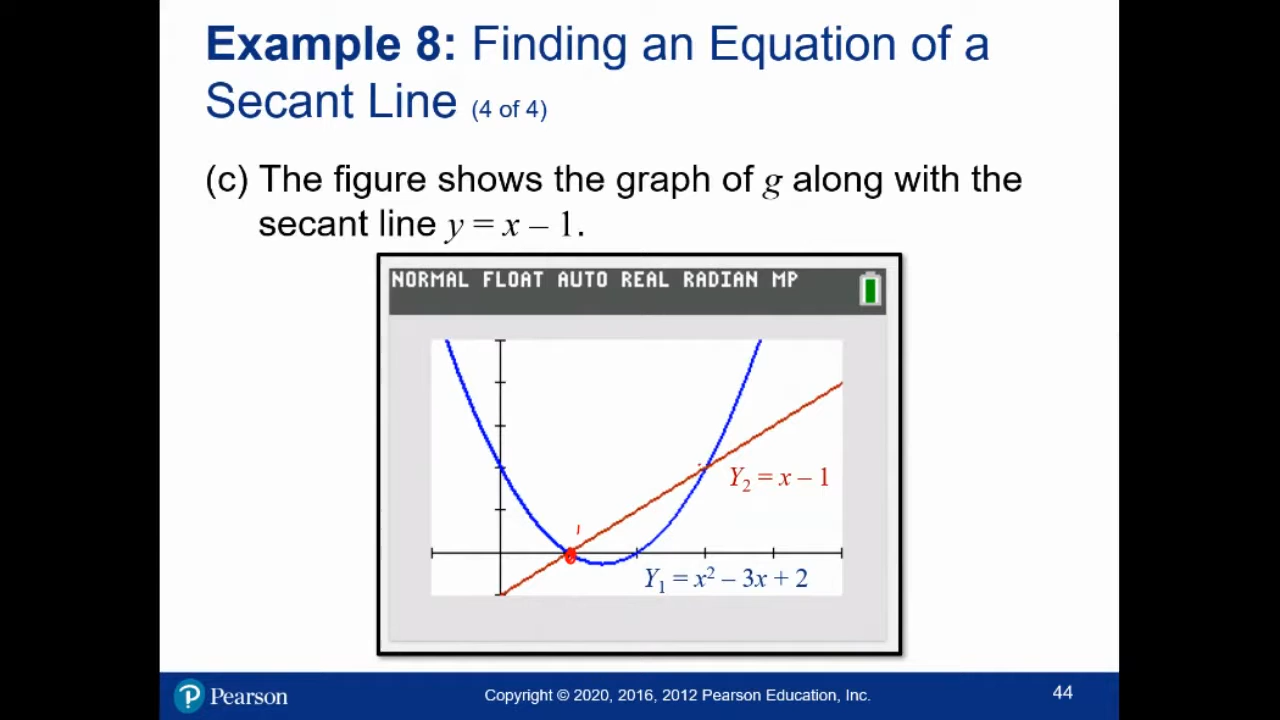 Example 8: Finding an Equation of a
Secant Line (4 of 4)
(c) The figure shows the graph of g along with the
secant line y = x – 1.
NORMAL FLOAT AUTO REAL RADIAN MP
Y₂ = x – 1
Y₁ = x² – 3x + 2
Pearson
Copyright © 2020, 2016, 2012 Pearson Education, Inc.
44